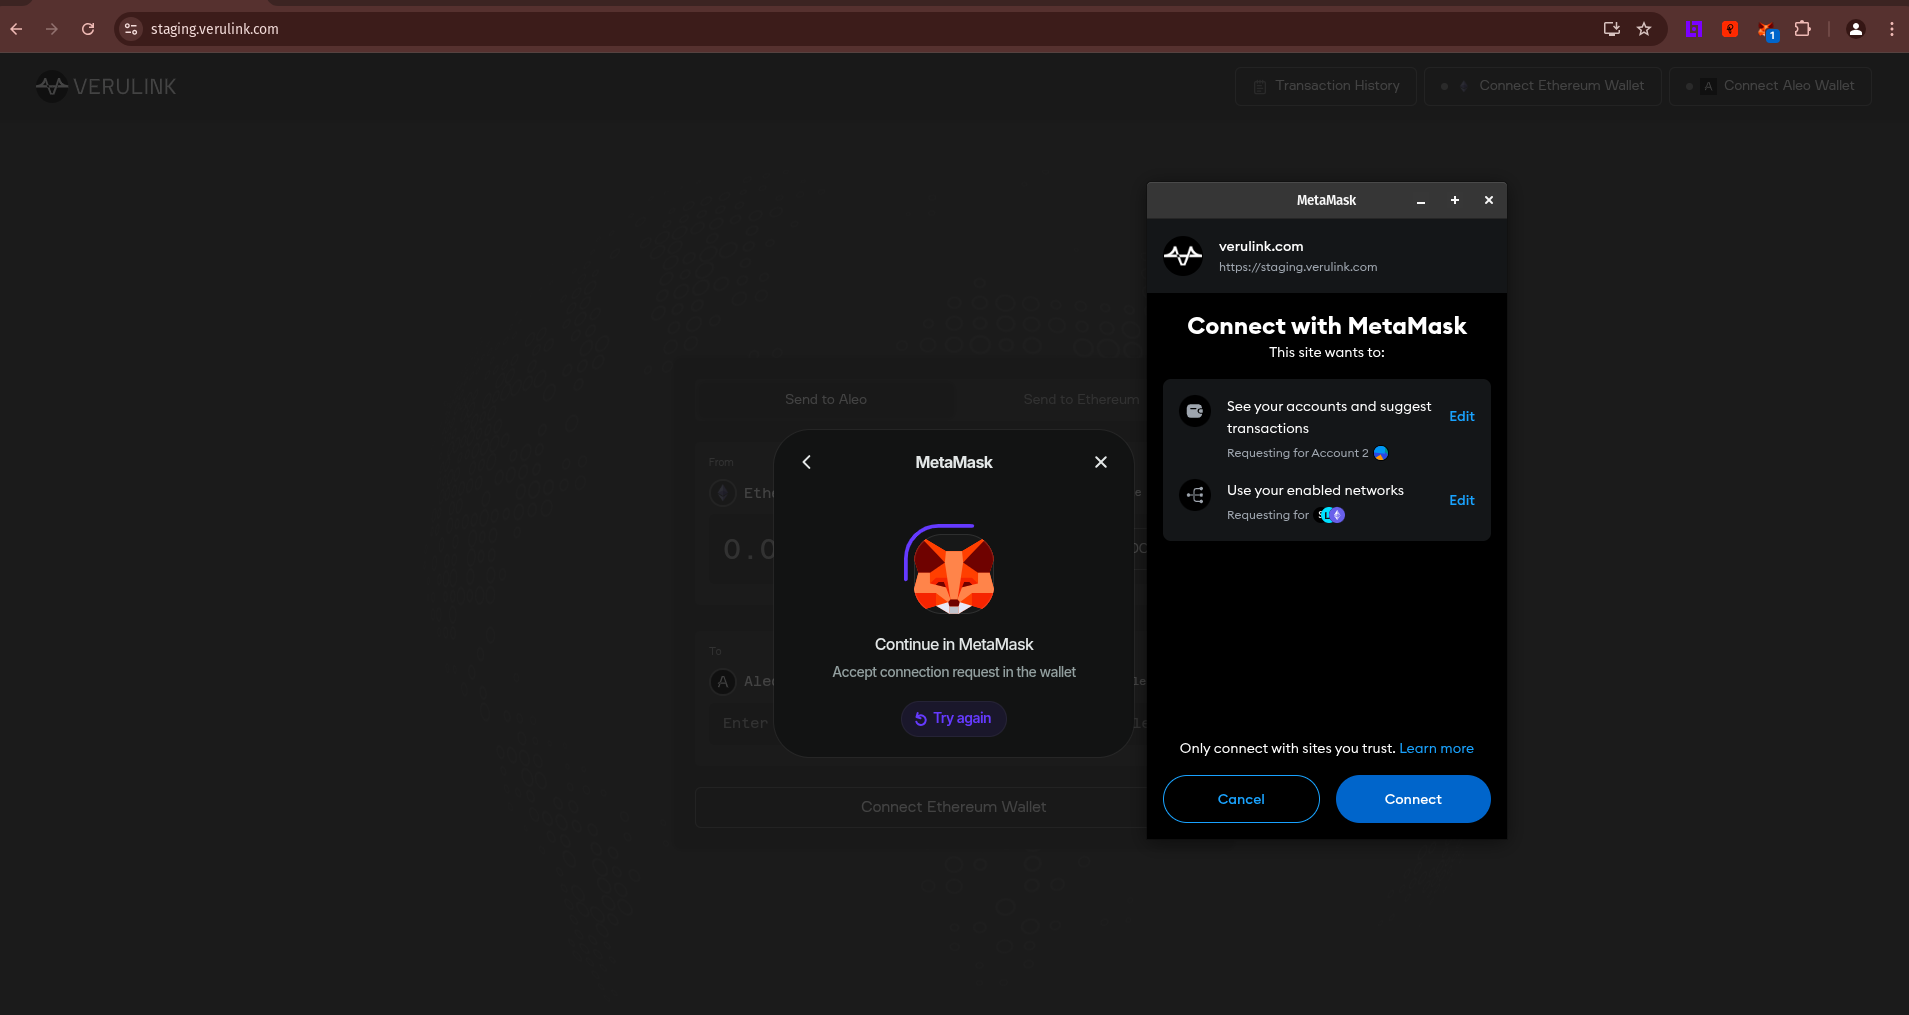 staging.verulink.com
1
VERULINK
Transaction History
Connect Ethereum Wallet
A Connect Aleo Wallet
Send to Aleo
Send to Ethereum
From
0.0
To
A
Enter
Connect Ethereum Wallet
MetaMask
Continue in MetaMask
Accept connection request in the wallet
Try again
MetaMask
verulink.com
https://staging.verulink.com
Connect with MetaMask
This site wants to:
See your accounts and suggest
transactions
Edit
Requesting for Account 2
Use your enabled networks
Edit
Requesting for
Only connect with sites you trust. Learn more
Cancel
Connect